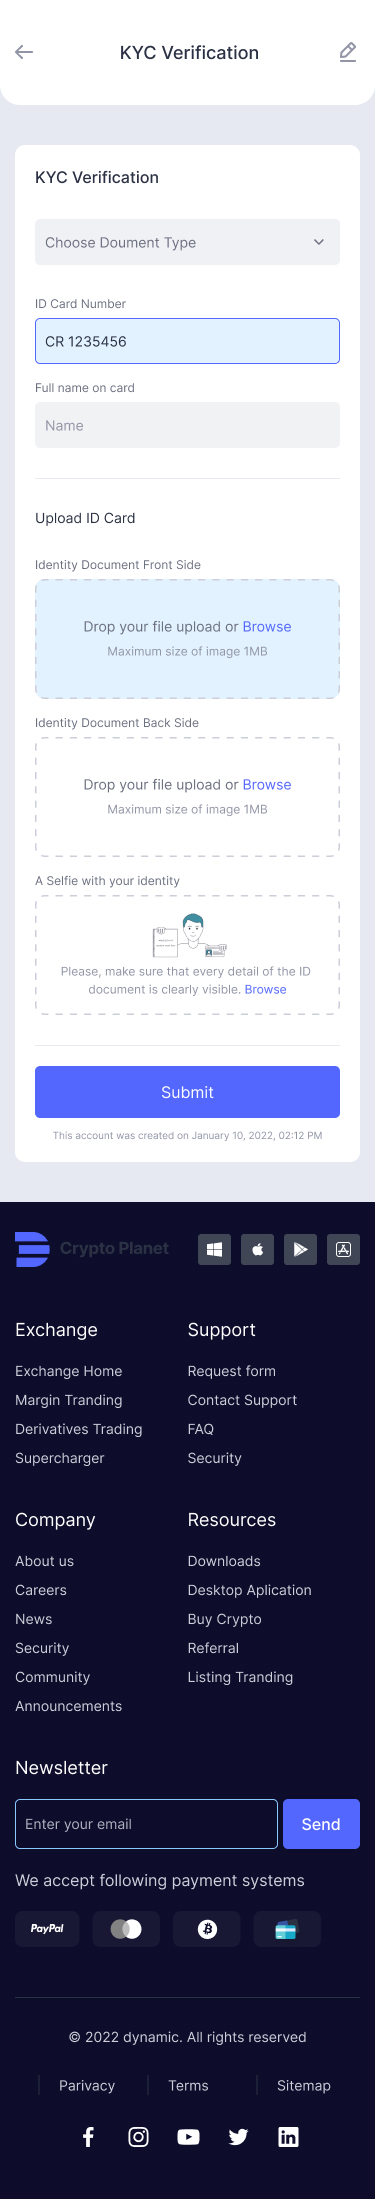 KYC Verification
KYC Verification
Choose Doument Type
ID Card Number
CR 1235456
Full name on card
Name
Upload ID Card
Identity Document Front Side
Drop your file upload or Browse
Maximum size of image 1MB
Identity Document Back Side
Drop your file upload or Browse
Maximum size of image 1MB
A Selfie with your identity
Please, make sure that every detail of the ID
document is clearly visible. Browse
Submit
This account was created on January 10, 2022, 02:12 PM
Crypto Planet
Exchange
Exchange Home
Margin Tranding
Derivatives Trading
Supercharger
Support
Request form
Contact Support
FAQ
Security
Company
About us
Careers
News
Security
Community
Announcements
Resources
Downloads
Desktop Aplication
Buy Crypto
Referral
Listing Tranding
Newsletter
Enter your email
Send
We accept following payment systems
PayPal
© 2022 dynamic. All rights reserved
Parivacy
Terms
Sitemap